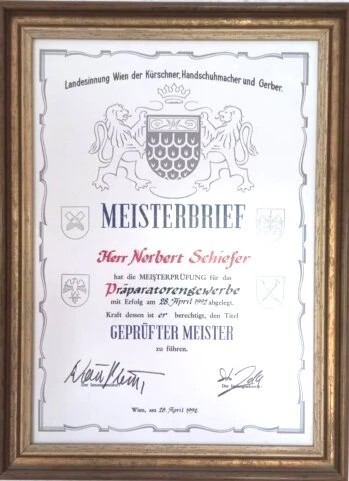 Landesinnung Wien der Kürschner, Handschuhmacher und Gerber.
MEISTERBRIEF
Herr Norbert Schiefer
hat die MEISTERPRÜFUNG für das
Präparatorengewerbe
mit Erfolg am 28. April 1992 abgelegt.
Kraft dessen ist er berechtigt, den Titel
GEPRÜFTER MEISTER
zu führen.
Wien, am 28. April 1992